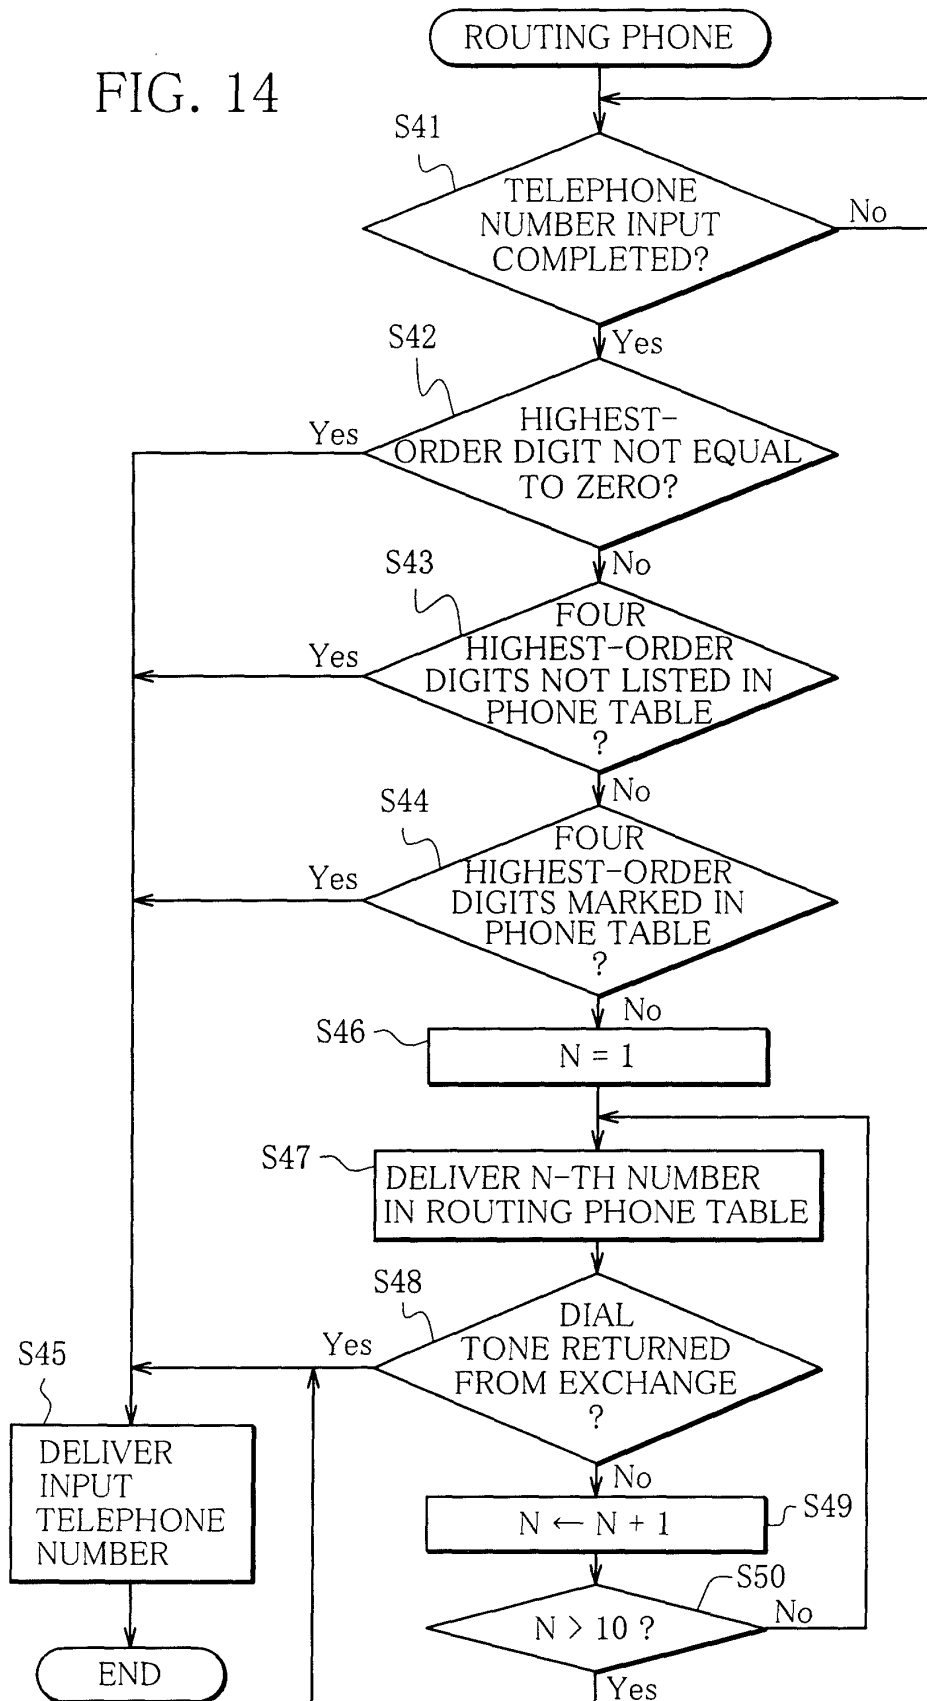 ROUTING PHONE
FIG. 14
S41
TELEPHONE
NUMBER INPUT
COMPLETED?
No
Yes
S42
HIGHEST-
ORDER DIGIT NOT EQUAL
TO ZERO?
Yes
No
S43
FOUR
HIGHEST-ORDER
DIGITS NOT LISTED IN
PHONE TABLE
?
Yes
No
S44
FOUR
HIGHEST-ORDER
DIGITS MARKED IN
PHONE TABLE
?
Yes
No
S46
N = 1
S47
DELIVER N-TH NUMBER
IN ROUTING PHONE TABLE
S48
DIAL
TONE RETURNED
FROM EXCHANGE
?
Yes
No
S45
DELIVER
INPUT
TELEPHONE
NUMBER
S49
N ← N + 1
S50
N > 10 ?
No
Yes
END